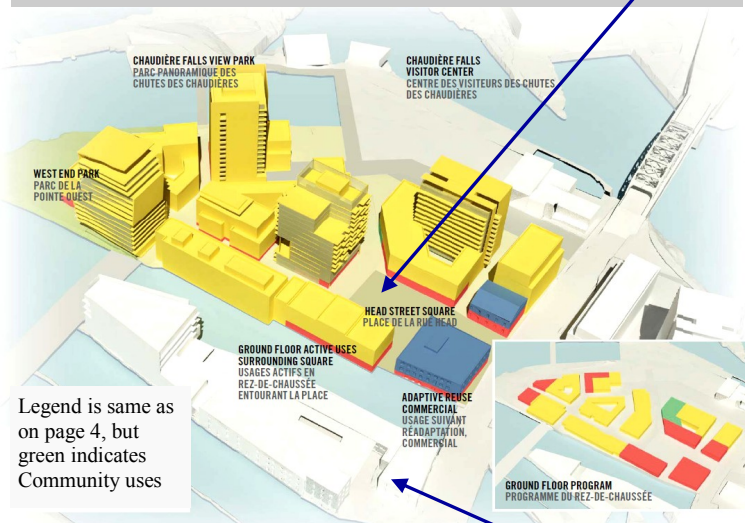 CHAUDIÈRE FALLS VIEW PARK
PARC PANORAMIQUE DES
CHUTES DES CHAUDIÈRES
CHAUDIÈRE FALLS
VISITOR CENTER
CENTRE DES VISITEURS DES CHUTES
DES CHAUDIÈRES
WEST END PARK
PARC DE LA
POINTE OUEST
HEAD STREET SQUARE
PLACE DE LA RUE HEAD
GROUND FLOOR ACTIVE USES
SURROUNDING SQUARE
USAGES ACTIFS EN
REZ-DE-CHAUSSÉE
ENTOURANT LA PLACE
ADAPTIVE REUSE
COMMERCIAL
USAGE SUIVANT
RÉADAPTATION,
COMMERCIAL
Legend is same as
on page 4, but
green indicates
Community uses
GROUND FLOOR PROGRAM
PROGRAMME DU REZ-DE-CHAUSSÉE